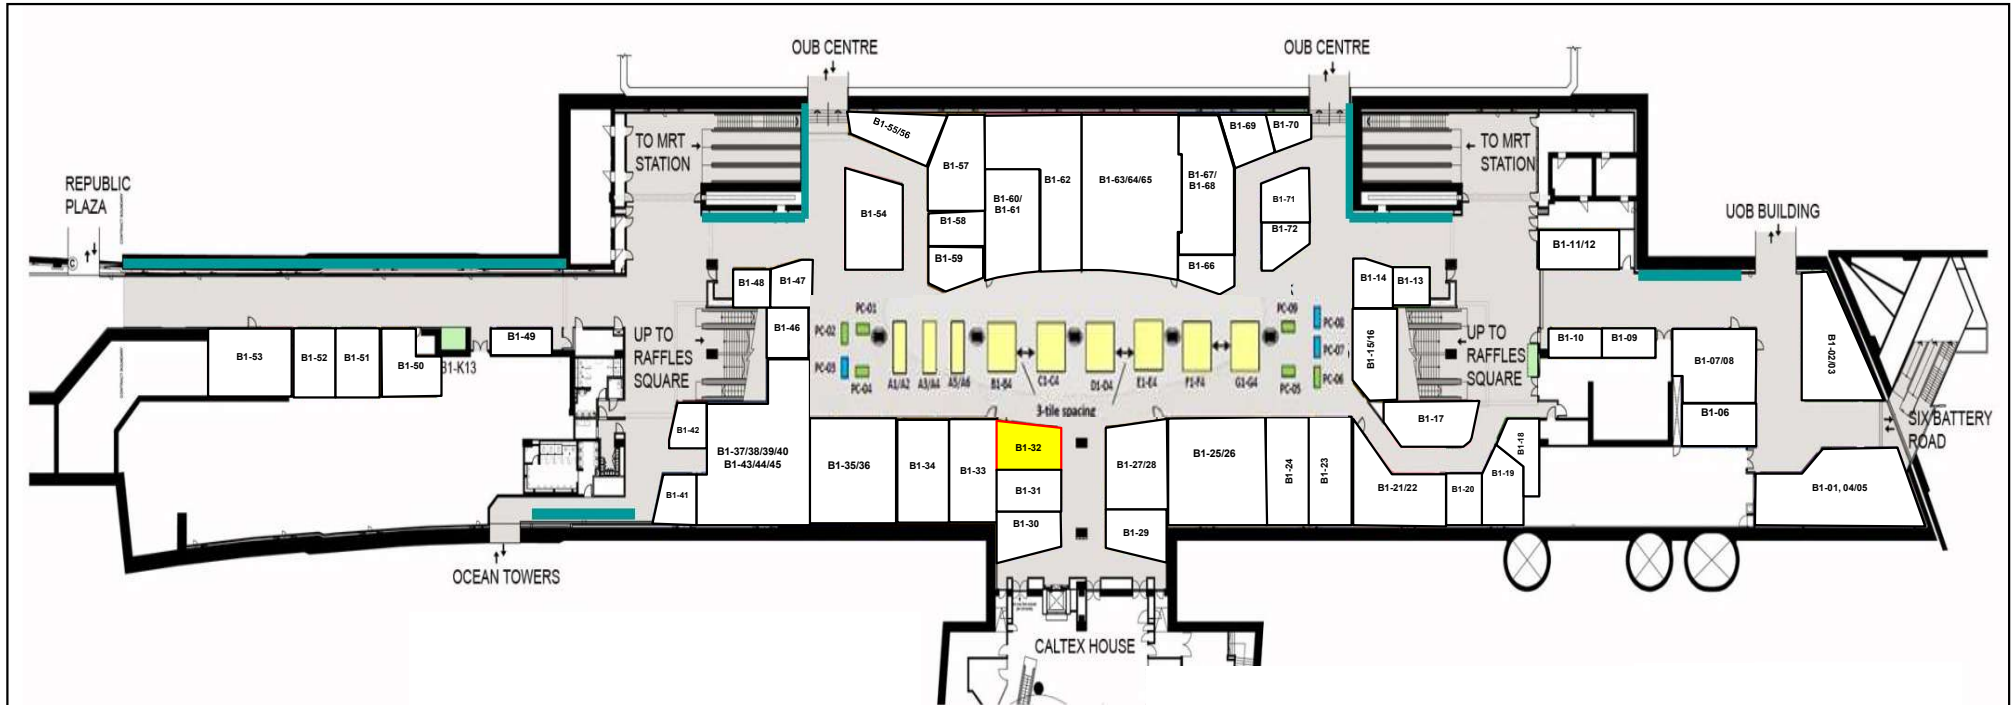 OUB CENTRE
OUB CENTRE
TO MRT
STATION
B1-55/56
B1-57
B1-58
B1-59
B1-54
B1-60/
B1-61
B1-62
B1-63/64/65
B1-67/
B1-68
B1-66
B1-69
B1-70
B1-71
B1-72
TO MRT
STATION
B1-11/12
REPUBLIC
PLAZA
C
UOB BUILDING
B1-48
B1-47
B1-46
UP TO
RAFFLES
SQUARE
PC-01
PC-02
PC-03
PC-04
A1/A2
A3/A4
A5/A6
B1-B4
C1-C4
D1-D4
E1-E4
F1-F4
G1-G4
3-tile spacing
PC-09
PC-08
PC-07
PC-06
PC-05
B1-14
B1-13
B1-15/16
UP TO
RAFFLES
SQUARE
B1-10
B1-09
B1-07/08
B1-06
B1-02/03
B1-53
B1-52
B1-51
B1-50
B1-K13
B1-49
B1-42
B1-41
B1-37/38/39/40
B1-43/44/45
B1-35/36
B1-34
B1-33
B1-32
B1-31
B1-30
B1-27/28
B1-29
B1-25/26
B1-24
B1-23
B1-21/22
B1-20
B1-19
B1-18
B1-17
B1-01, 04/05
SIX BATTERY
ROAD
OCEAN TOWERS
CALTEX HOUSE